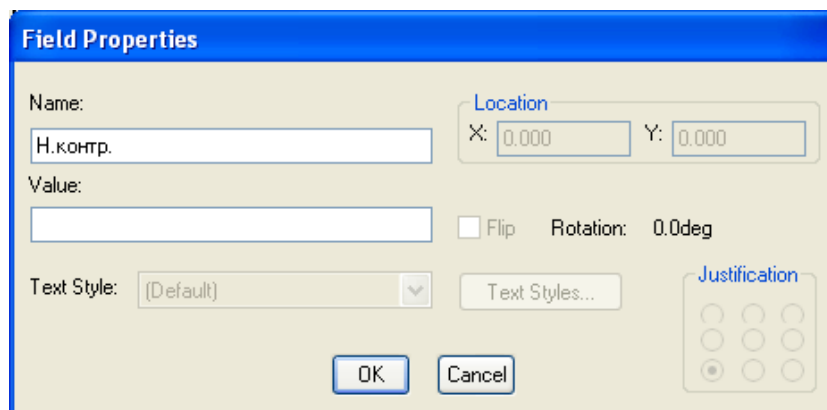 Field Properties
Name:
Н.контр.
Value:
Location
X: 0.000 Y: 0.000
Flip Rotation: 0.0deg
Text Style: (Default) Text Styles...
Justification
OK Cancel